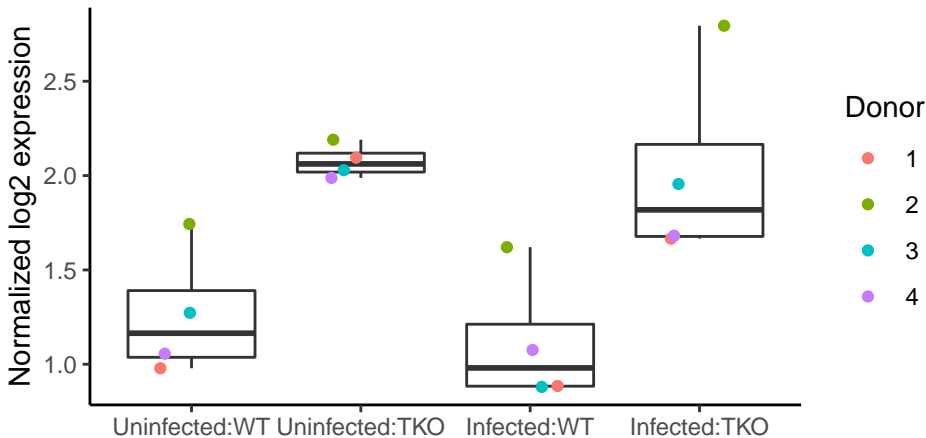 Normalized log2 expression
2.5
2.0
1.5
1.0
Uninfected:WT
Uninfected:TKO
Infected:WT
Infected:TKO
Donor
1
2
3
4